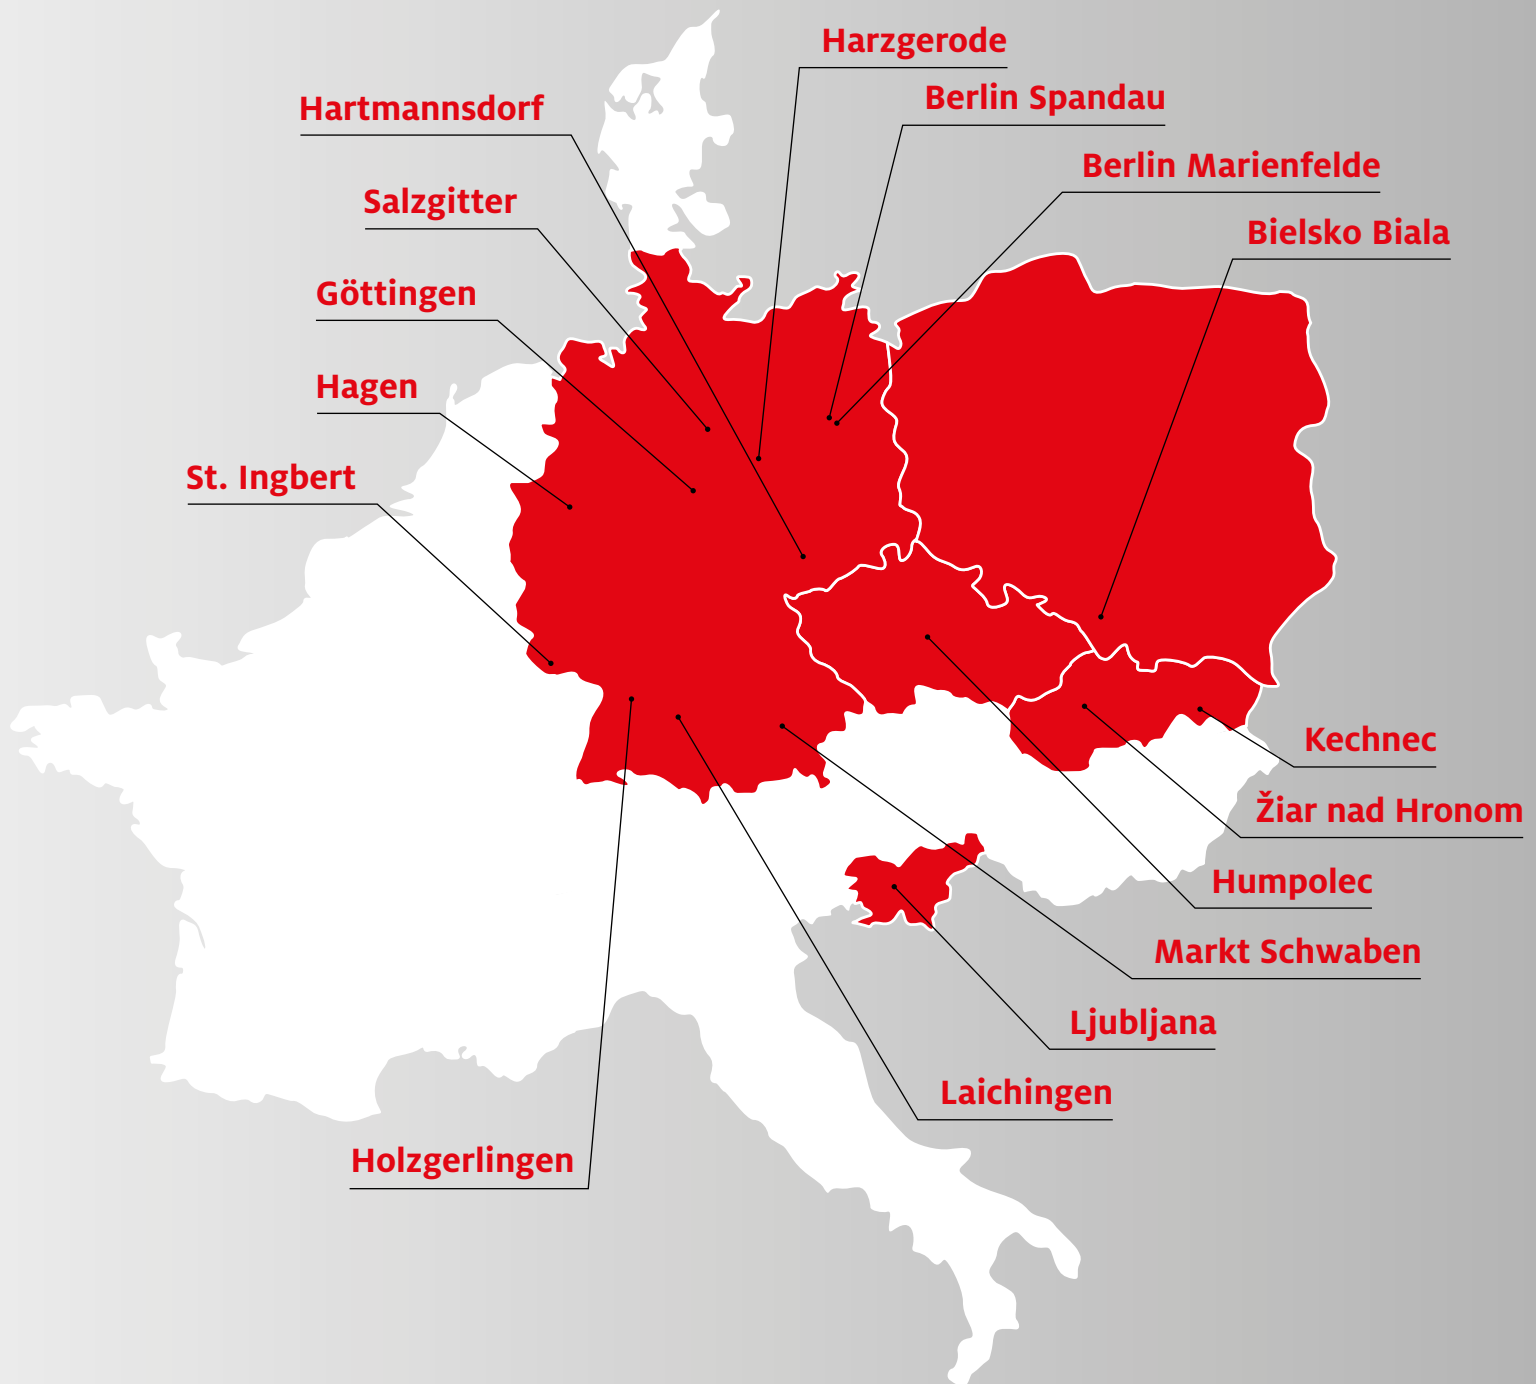 Harzgerode
Berlin Spandau
Hartmannsdorf
Berlin Marienfelde
Salzgitter
Bielsko Biala
Göttingen
Hagen
St. Ingbert
Kechnec
Žiar nad Hronom
Humpolec
Markt Schwaben
Ljubljana
Laichingen
Holzgerlingen